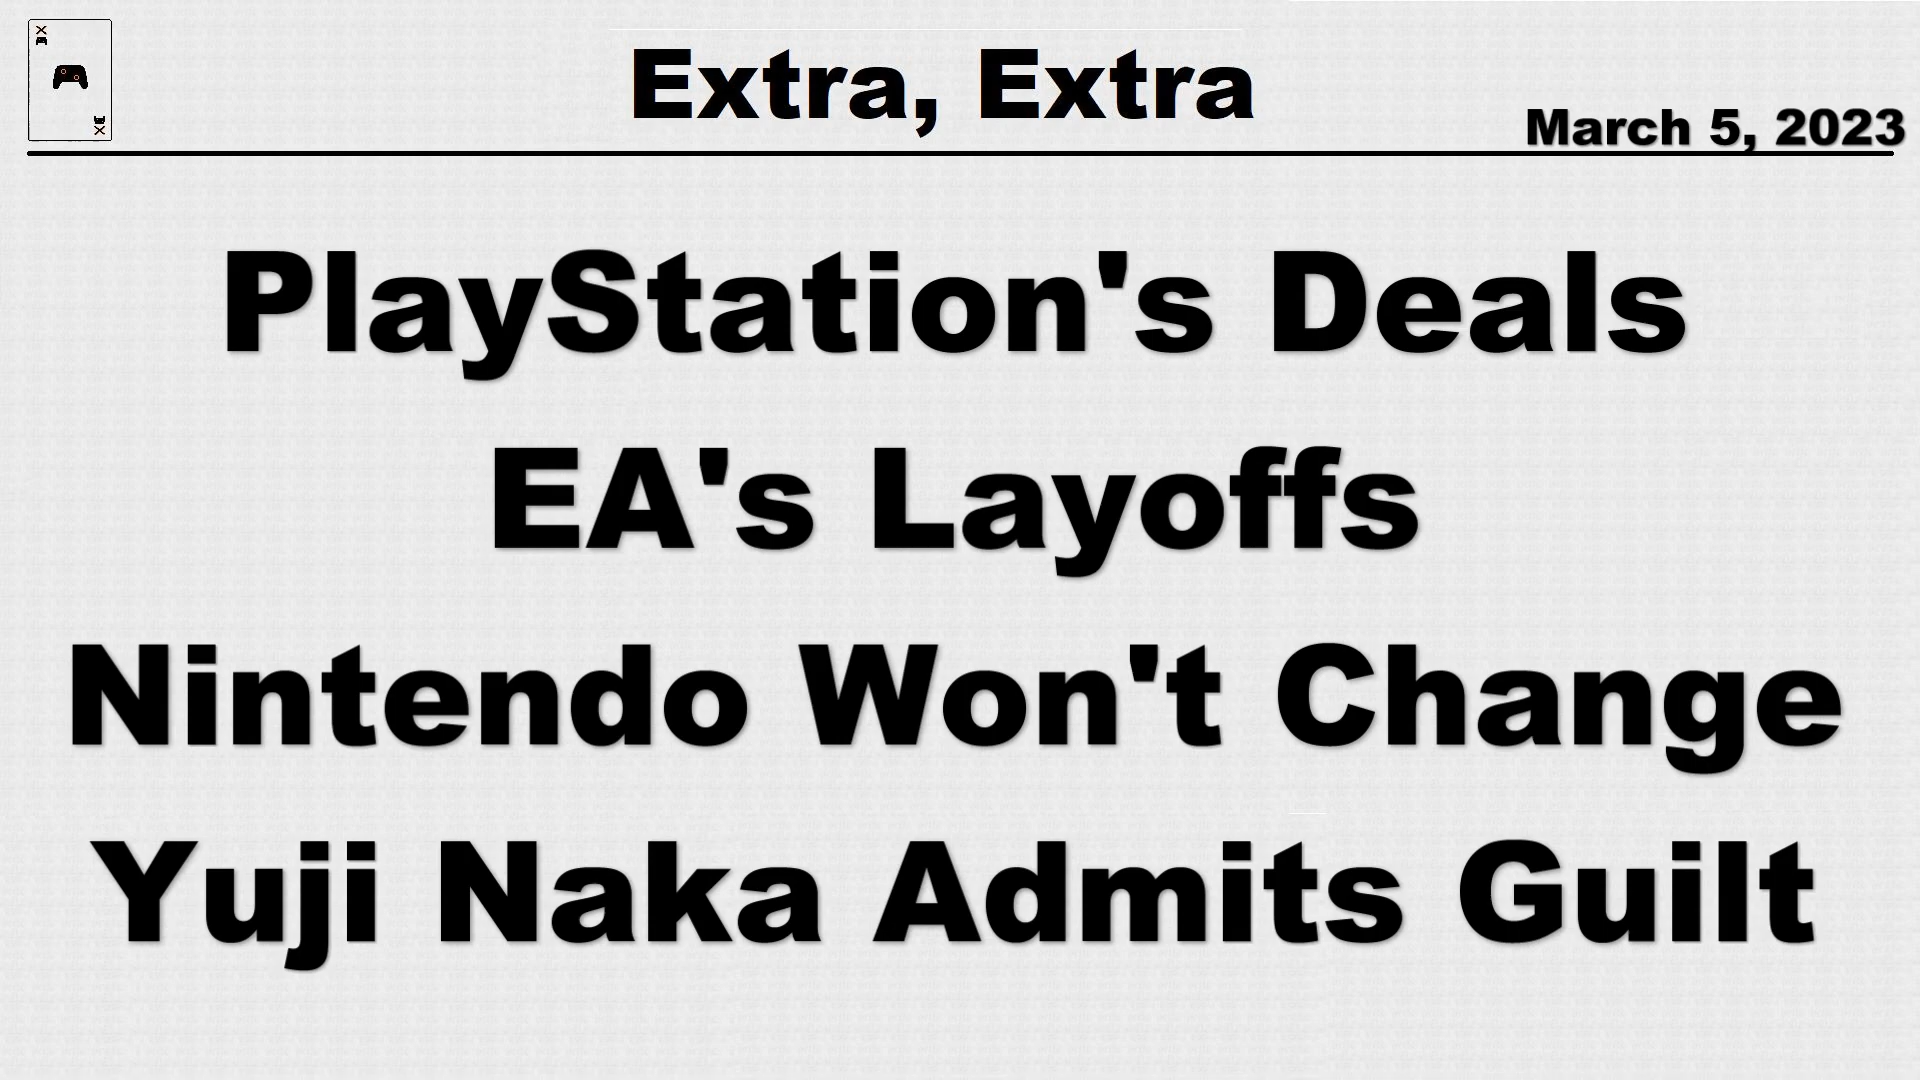 X
Extra, Extra
March 5, 2023
X
PlayStation's Deals
EA's Layoffs
Nintendo Won't Change
Yuji Naka Admits Guilt